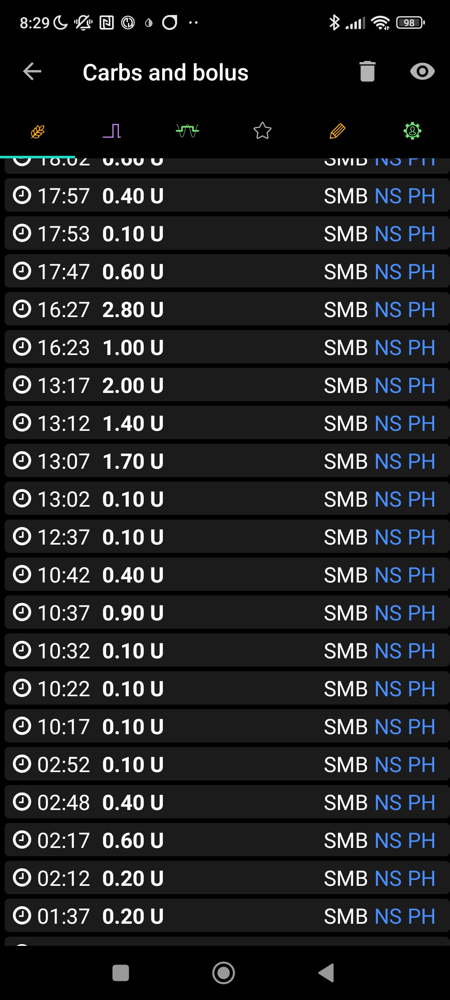 8:29 98
Carbs and bolus
18:02 0.60 U SMB NS PH
17:57 0.40 U SMB NS PH
17:53 0.10 U SMB NS PH
17:47 0.60 U SMB NS PH
16:27 2.80 U SMB NS PH
16:23 1.00 U SMB NS PH
13:17 2.00 U SMB NS PH
13:12 1.40 U SMB NS PH
13:07 1.70 U SMB NS PH
13:02 0.10 U SMB NS PH
12:37 0.10 U SMB NS PH
10:42 0.40 U SMB NS PH
10:37 0.90 U SMB NS PH
10:32 0.10 U SMB NS PH
10:22 0.10 U SMB NS PH
10:17 0.10 U SMB NS PH
02:52 0.10 U SMB NS PH
02:48 0.40 U SMB NS PH
02:17 0.60 U SMB NS PH
02:12 0.20 U SMB NS PH
01:37 0.20 U SMB NS PH